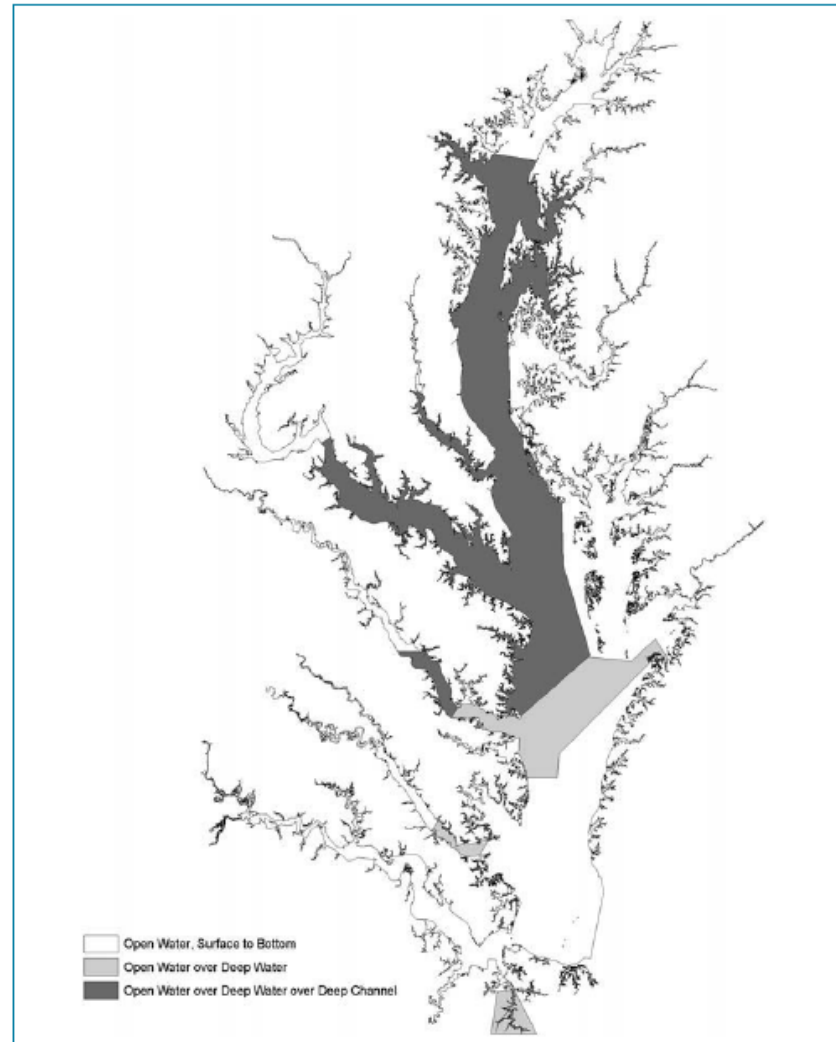 Open Water, Surface to Bottom
Open Water over Deep Water
Open Water over Deep Water over Deep Channel